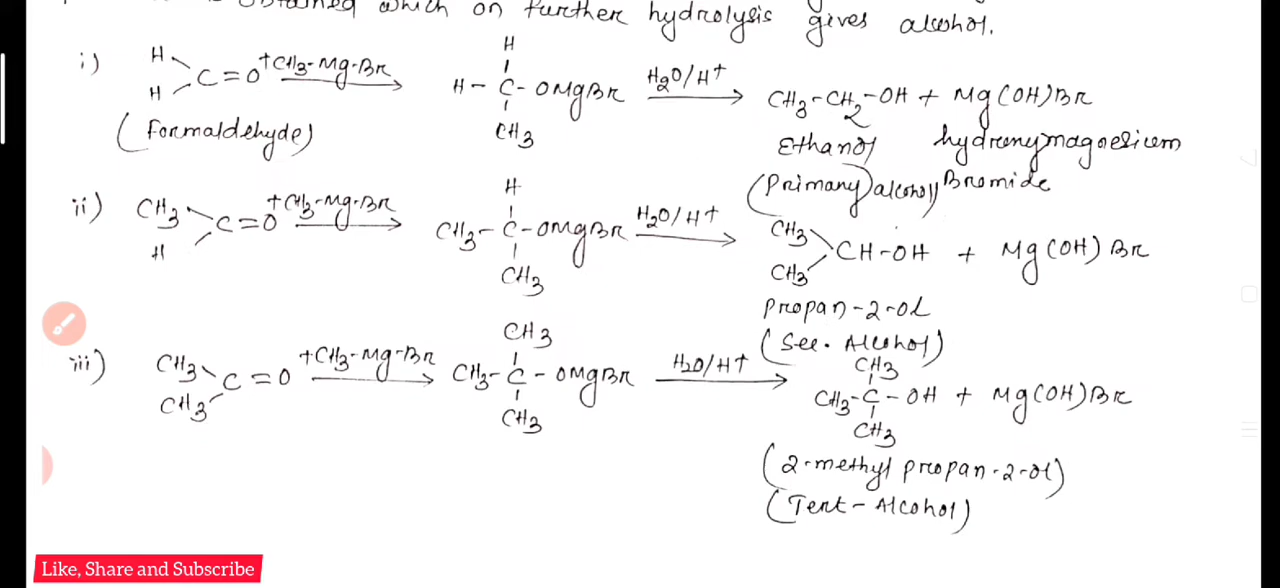 obtained which on further hydrolysis gives alcohol.
i) H H C=O +CH3-Mg-Br → H H-C-OMgBr CH3 H2O/H+ → CH3-CH2-OH + Mg(OH)Br
(Formaldehyde) Ethanol hydroxymagnesium
(Primary alcohol) Bromide
ii) CH3 H C=O +CH3-Mg-Br → H CH3-C-OMgBr CH3 H2O/H+ → CH3 CH3 CH-OH + Mg(OH)Br
Propan-2-ol
(Sec. Alcohol)
iii) CH3 CH3 C=O +CH3-Mg-Br → CH3 CH3-C-OMgBr CH3 H2O/H+ → CH3 CH3-C-OH CH3 + Mg(OH)Br
(2-methyl propan-2-ol)
(Tert-Alcohol)
Like, Share and Subscribe